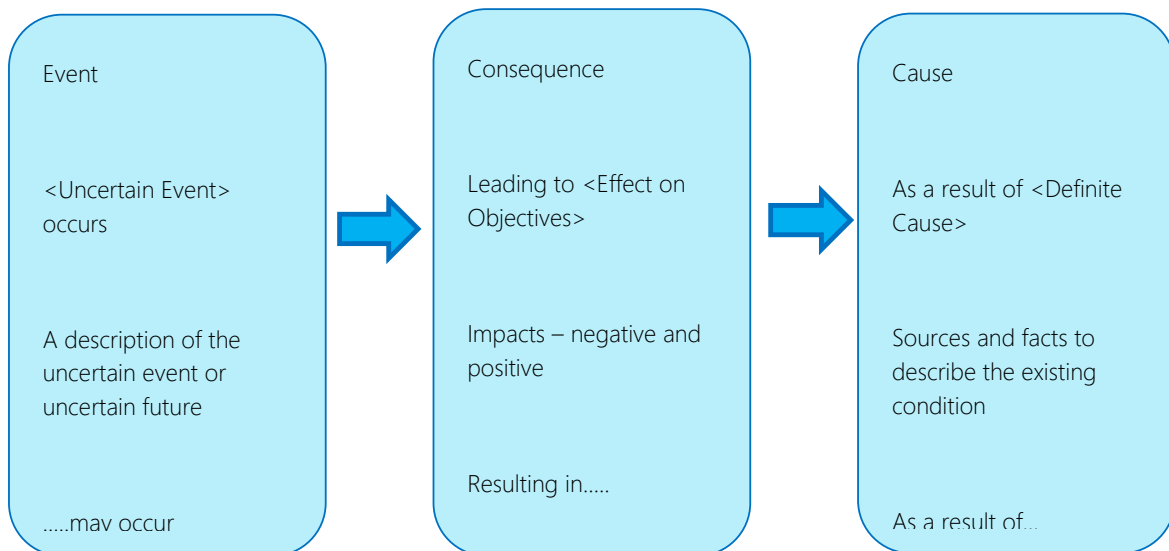 Event
<Uncertain Event>
occurs
A description of the
uncertain event or
uncertain future
.....may occur
Consequence
Leading to <Effect on
Objectives>
Impacts – negative and
positive
Resulting in.....
Cause
As a result of <Definite
Cause>
Sources and facts to
describe the existing
condition
As a result of...